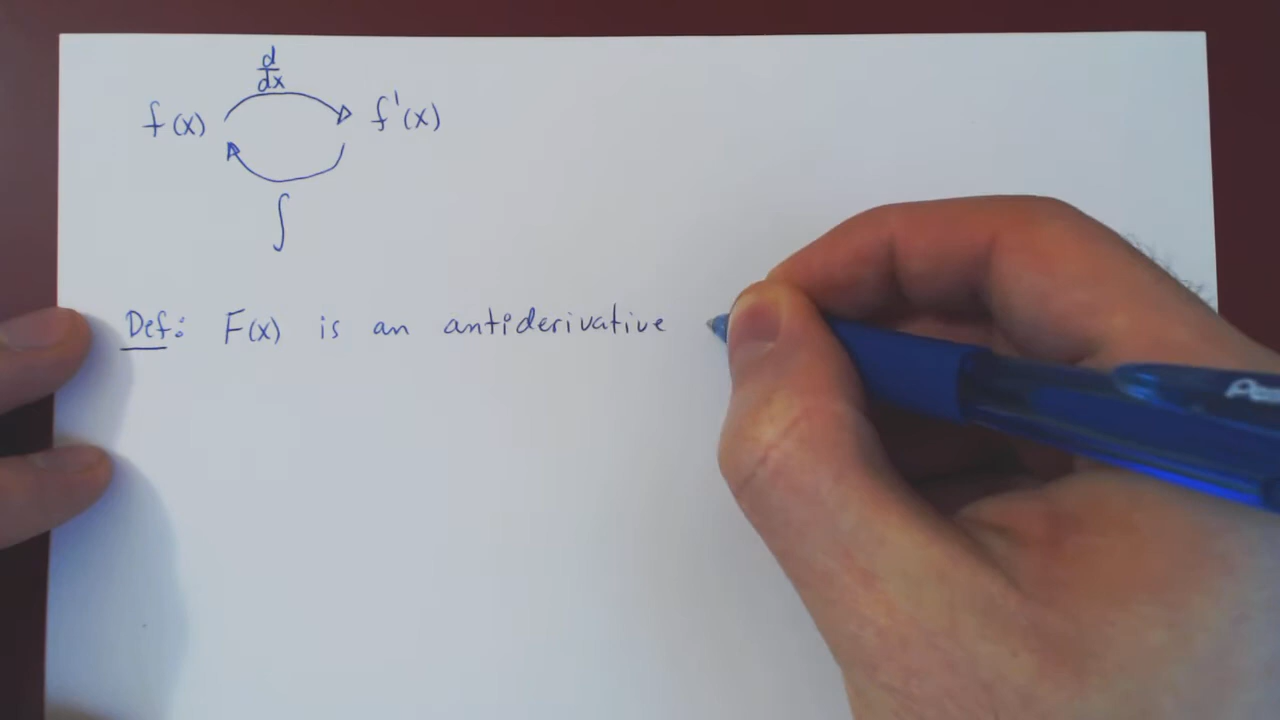 d/dx
f(x) f'(x)
∫
Def: F(x) is an antiderivative